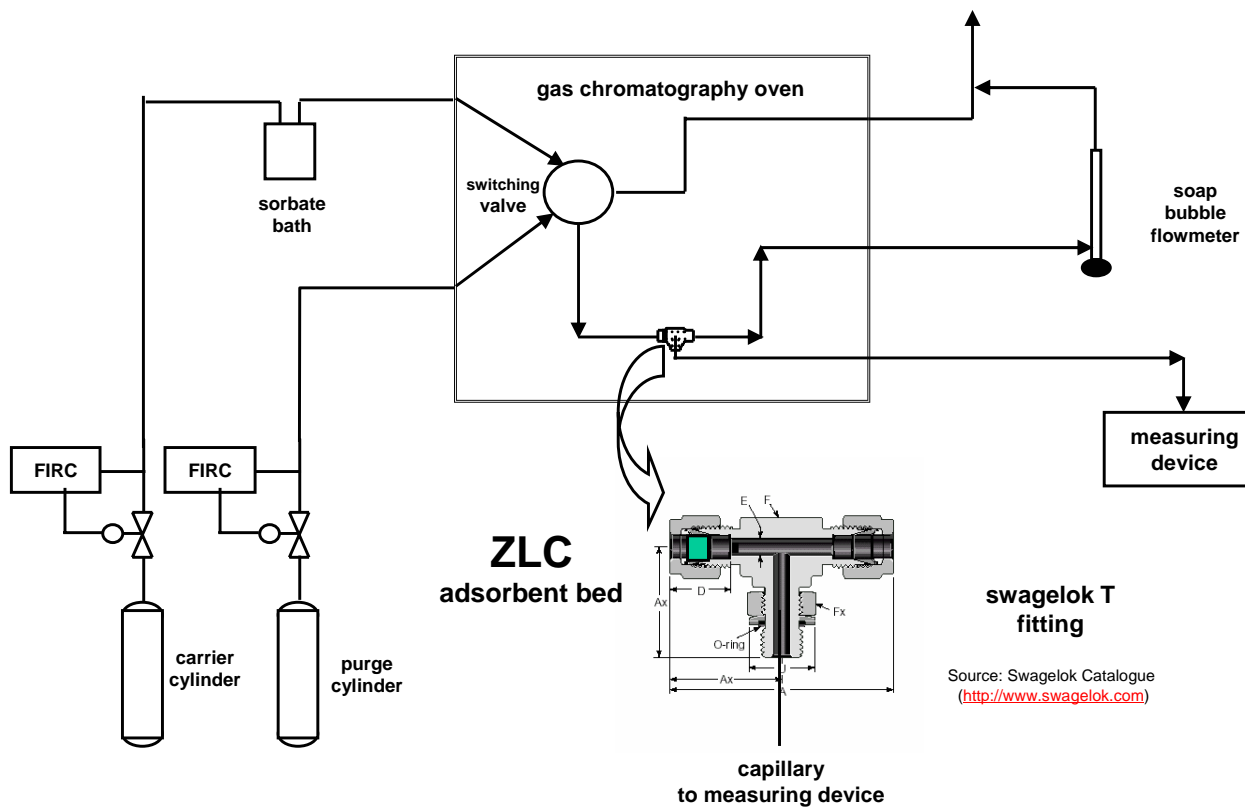 gas chromatography oven
sorbate
bath
switching
valve
soap
bubble
flowmeter
measuring
device
FIRC
FIRC
ZLC
adsorbent bed
E
F
Ax
D
Fx
O-ring
J
Ax
A
swagelok T
fitting
Source: Swagelok Catalogue
(http://www.swagelok.com)
carrier
cylinder
purge
cylinder
capillary
to measuring device